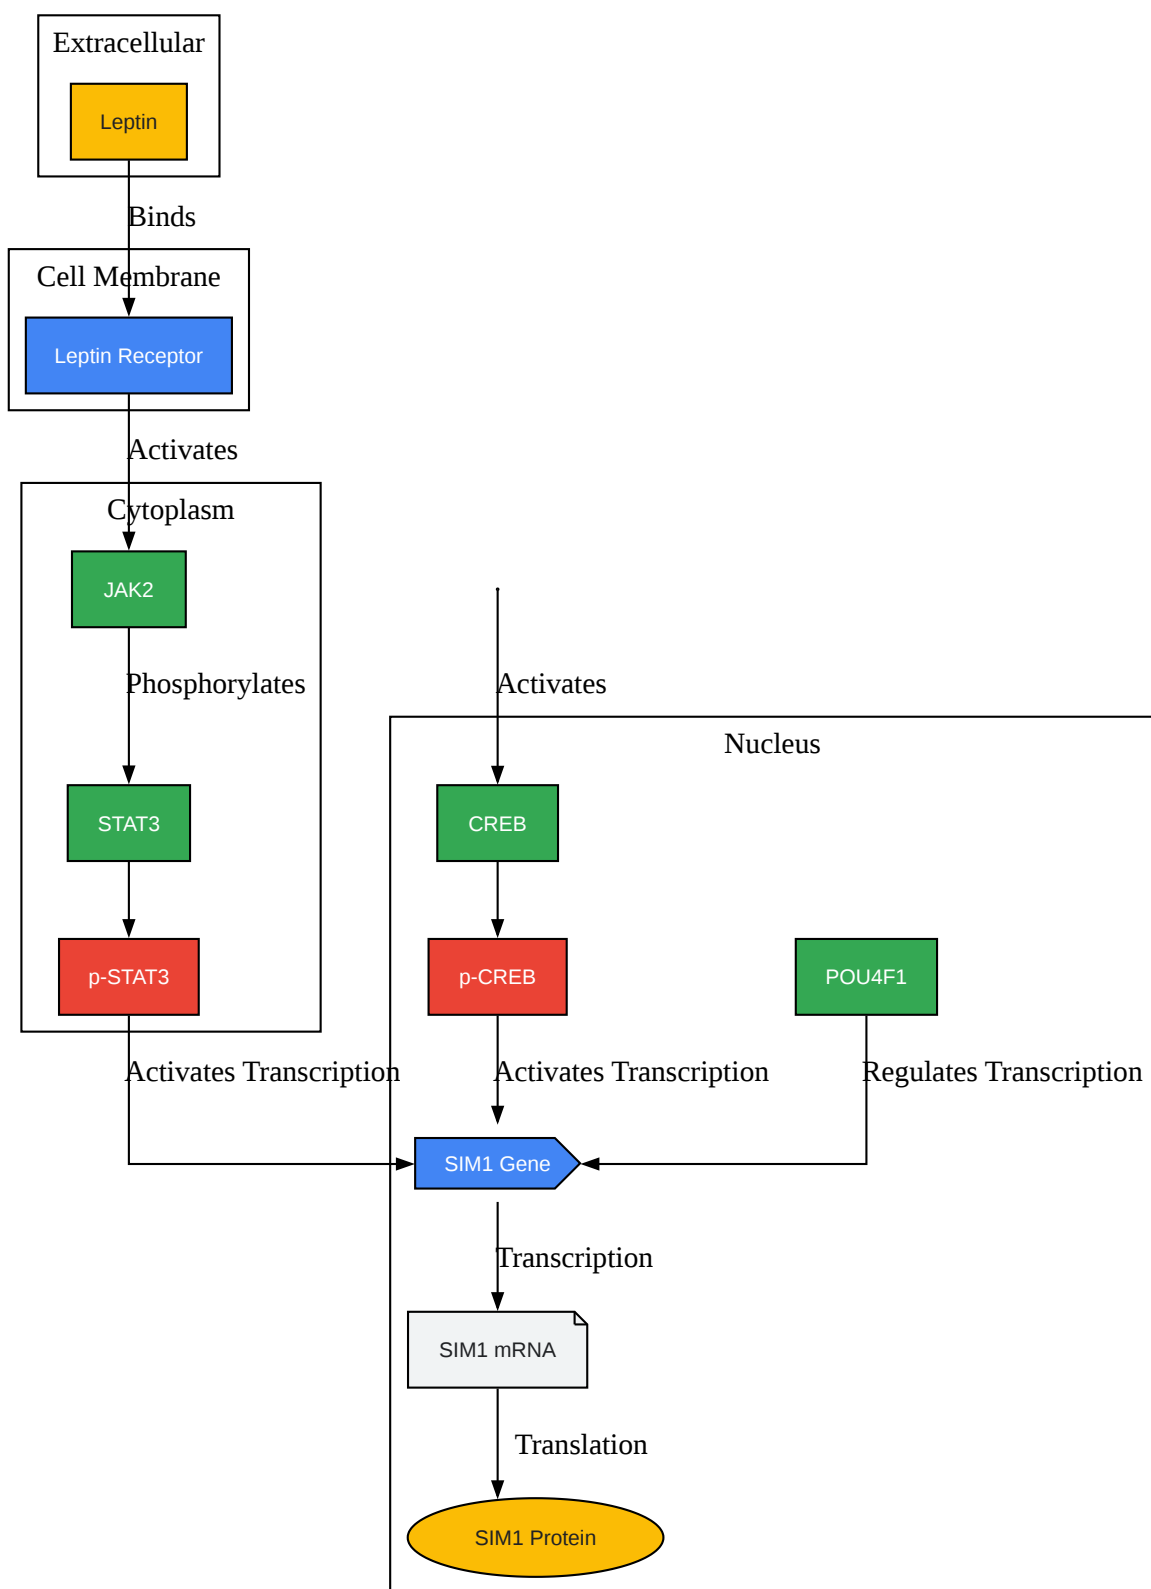 Extracellular
Leptin
Binds
Cell Membrane
Leptin Receptor
Activates
Cytoplasm
JAK2
Phosphorylates
Activates
Nucleus
STAT3
CREB
p-STAT3
p-CREB
POU4F1
Activates Transcription
Activates Transcription
Regulates Transcription
SIM1 Gene
Transcription
SIM1 mRNA
Translation
SIM1 Protein